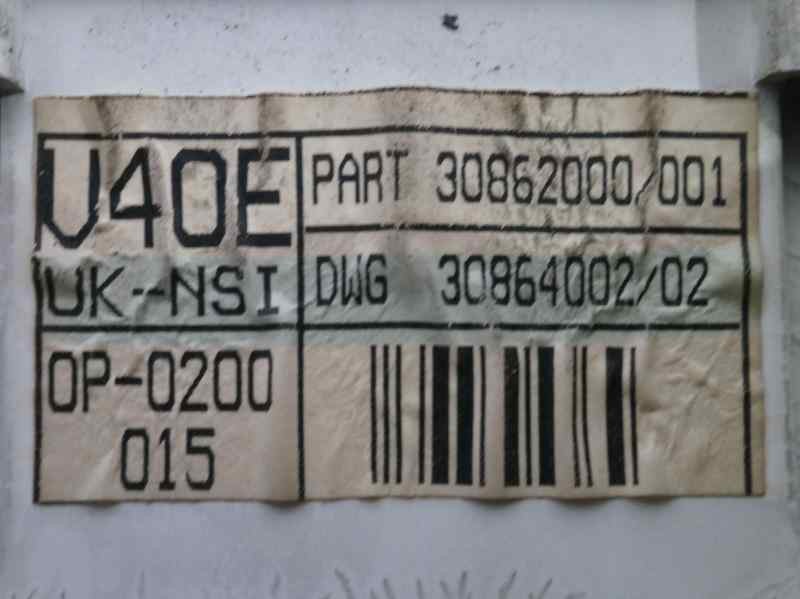 V40E
UK--NSI
OP-0200
015
PART 30862000/001
DWG 30864002/02